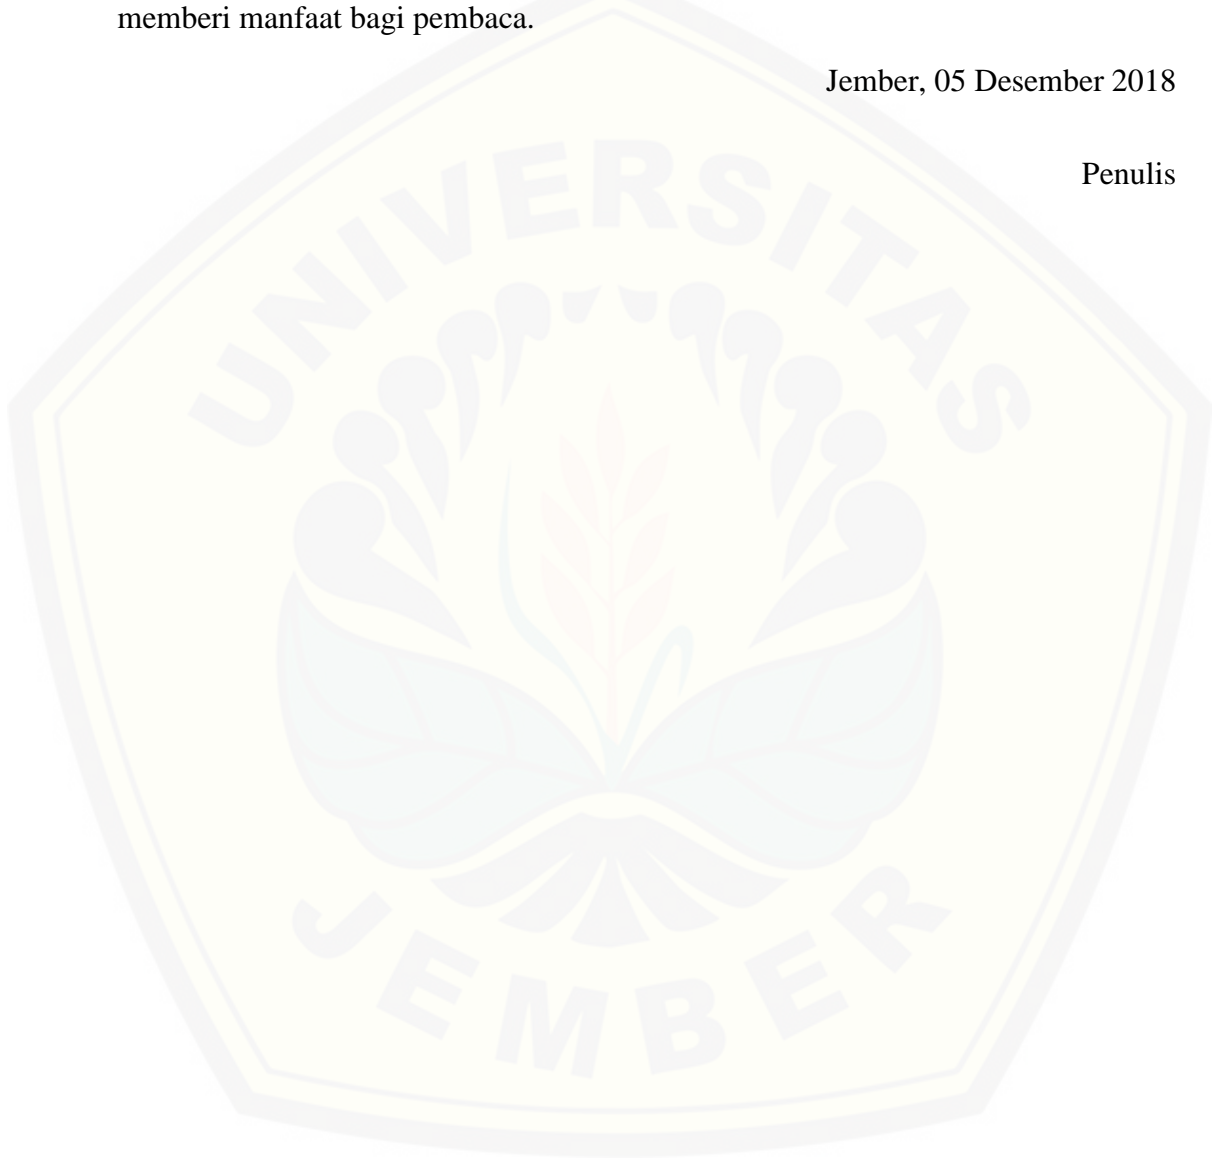 memberi manfaat bagi pembaca.
Jember, 05 Desember 2018
Penulis
UNIVERSITAS
JEMBER